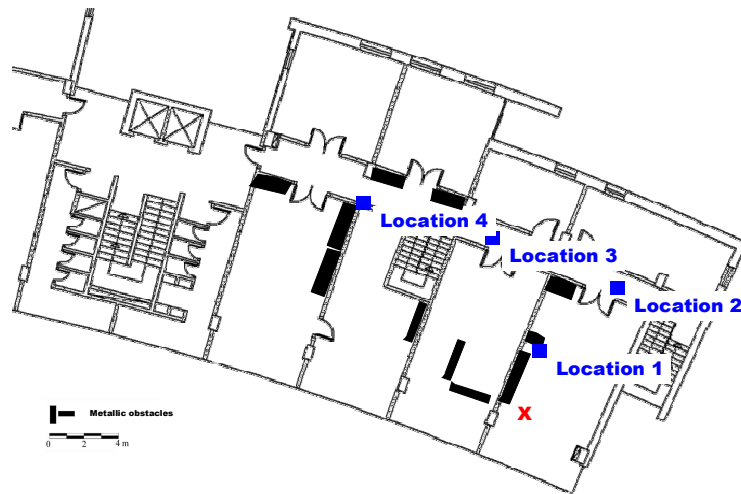 Location 4
Location 3
Location 2
Location 1
X
Metallic obstacles
0 2 4 m